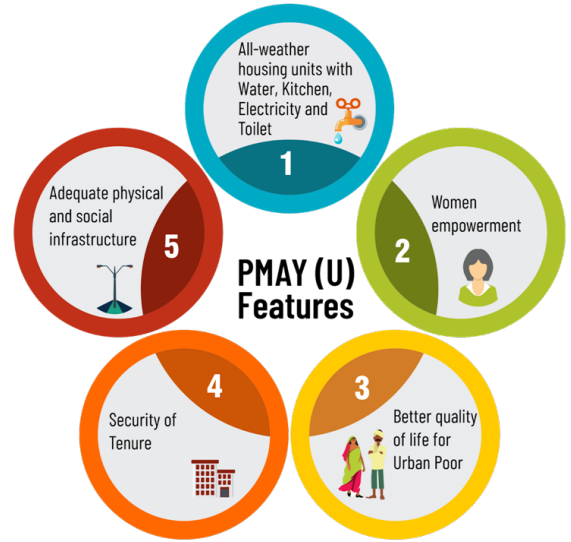 All-weather
housing units with
Water, Kitchen,
Electricity and
Toilet
1
Women
empowerment
2
Better quality
of life for
Urban Poor
3
Security of
Tenure
4
Adequate physical
and social
infrastructure
5
PMAY (U)
Features